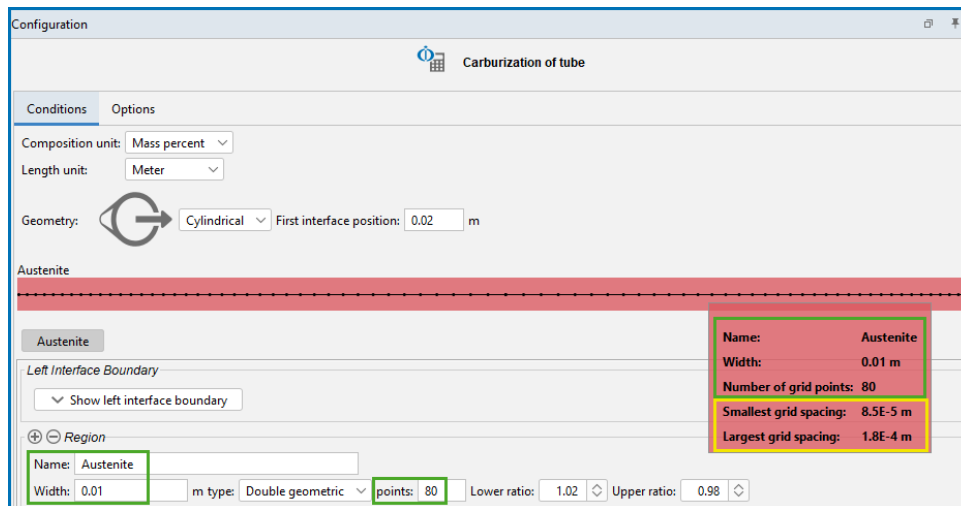 Configuration
Carburization of tube
Conditions Options
Composition unit: Mass percent
Length unit: Meter
Geometry: Cylindrical First interface position: 0.02 m
Austenite
Austenite
Name: Austenite
Width: 0.01 m
Number of grid points: 80
Smallest grid spacing: 8.5E-5 m
Largest grid spacing: 1.8E-4 m
Left Interface Boundary
Show left interface boundary
Region
Name: Austenite
Width: 0.01 m type: Double geometric points: 80 Lower ratio: 1.02 Upper ratio: 0.98